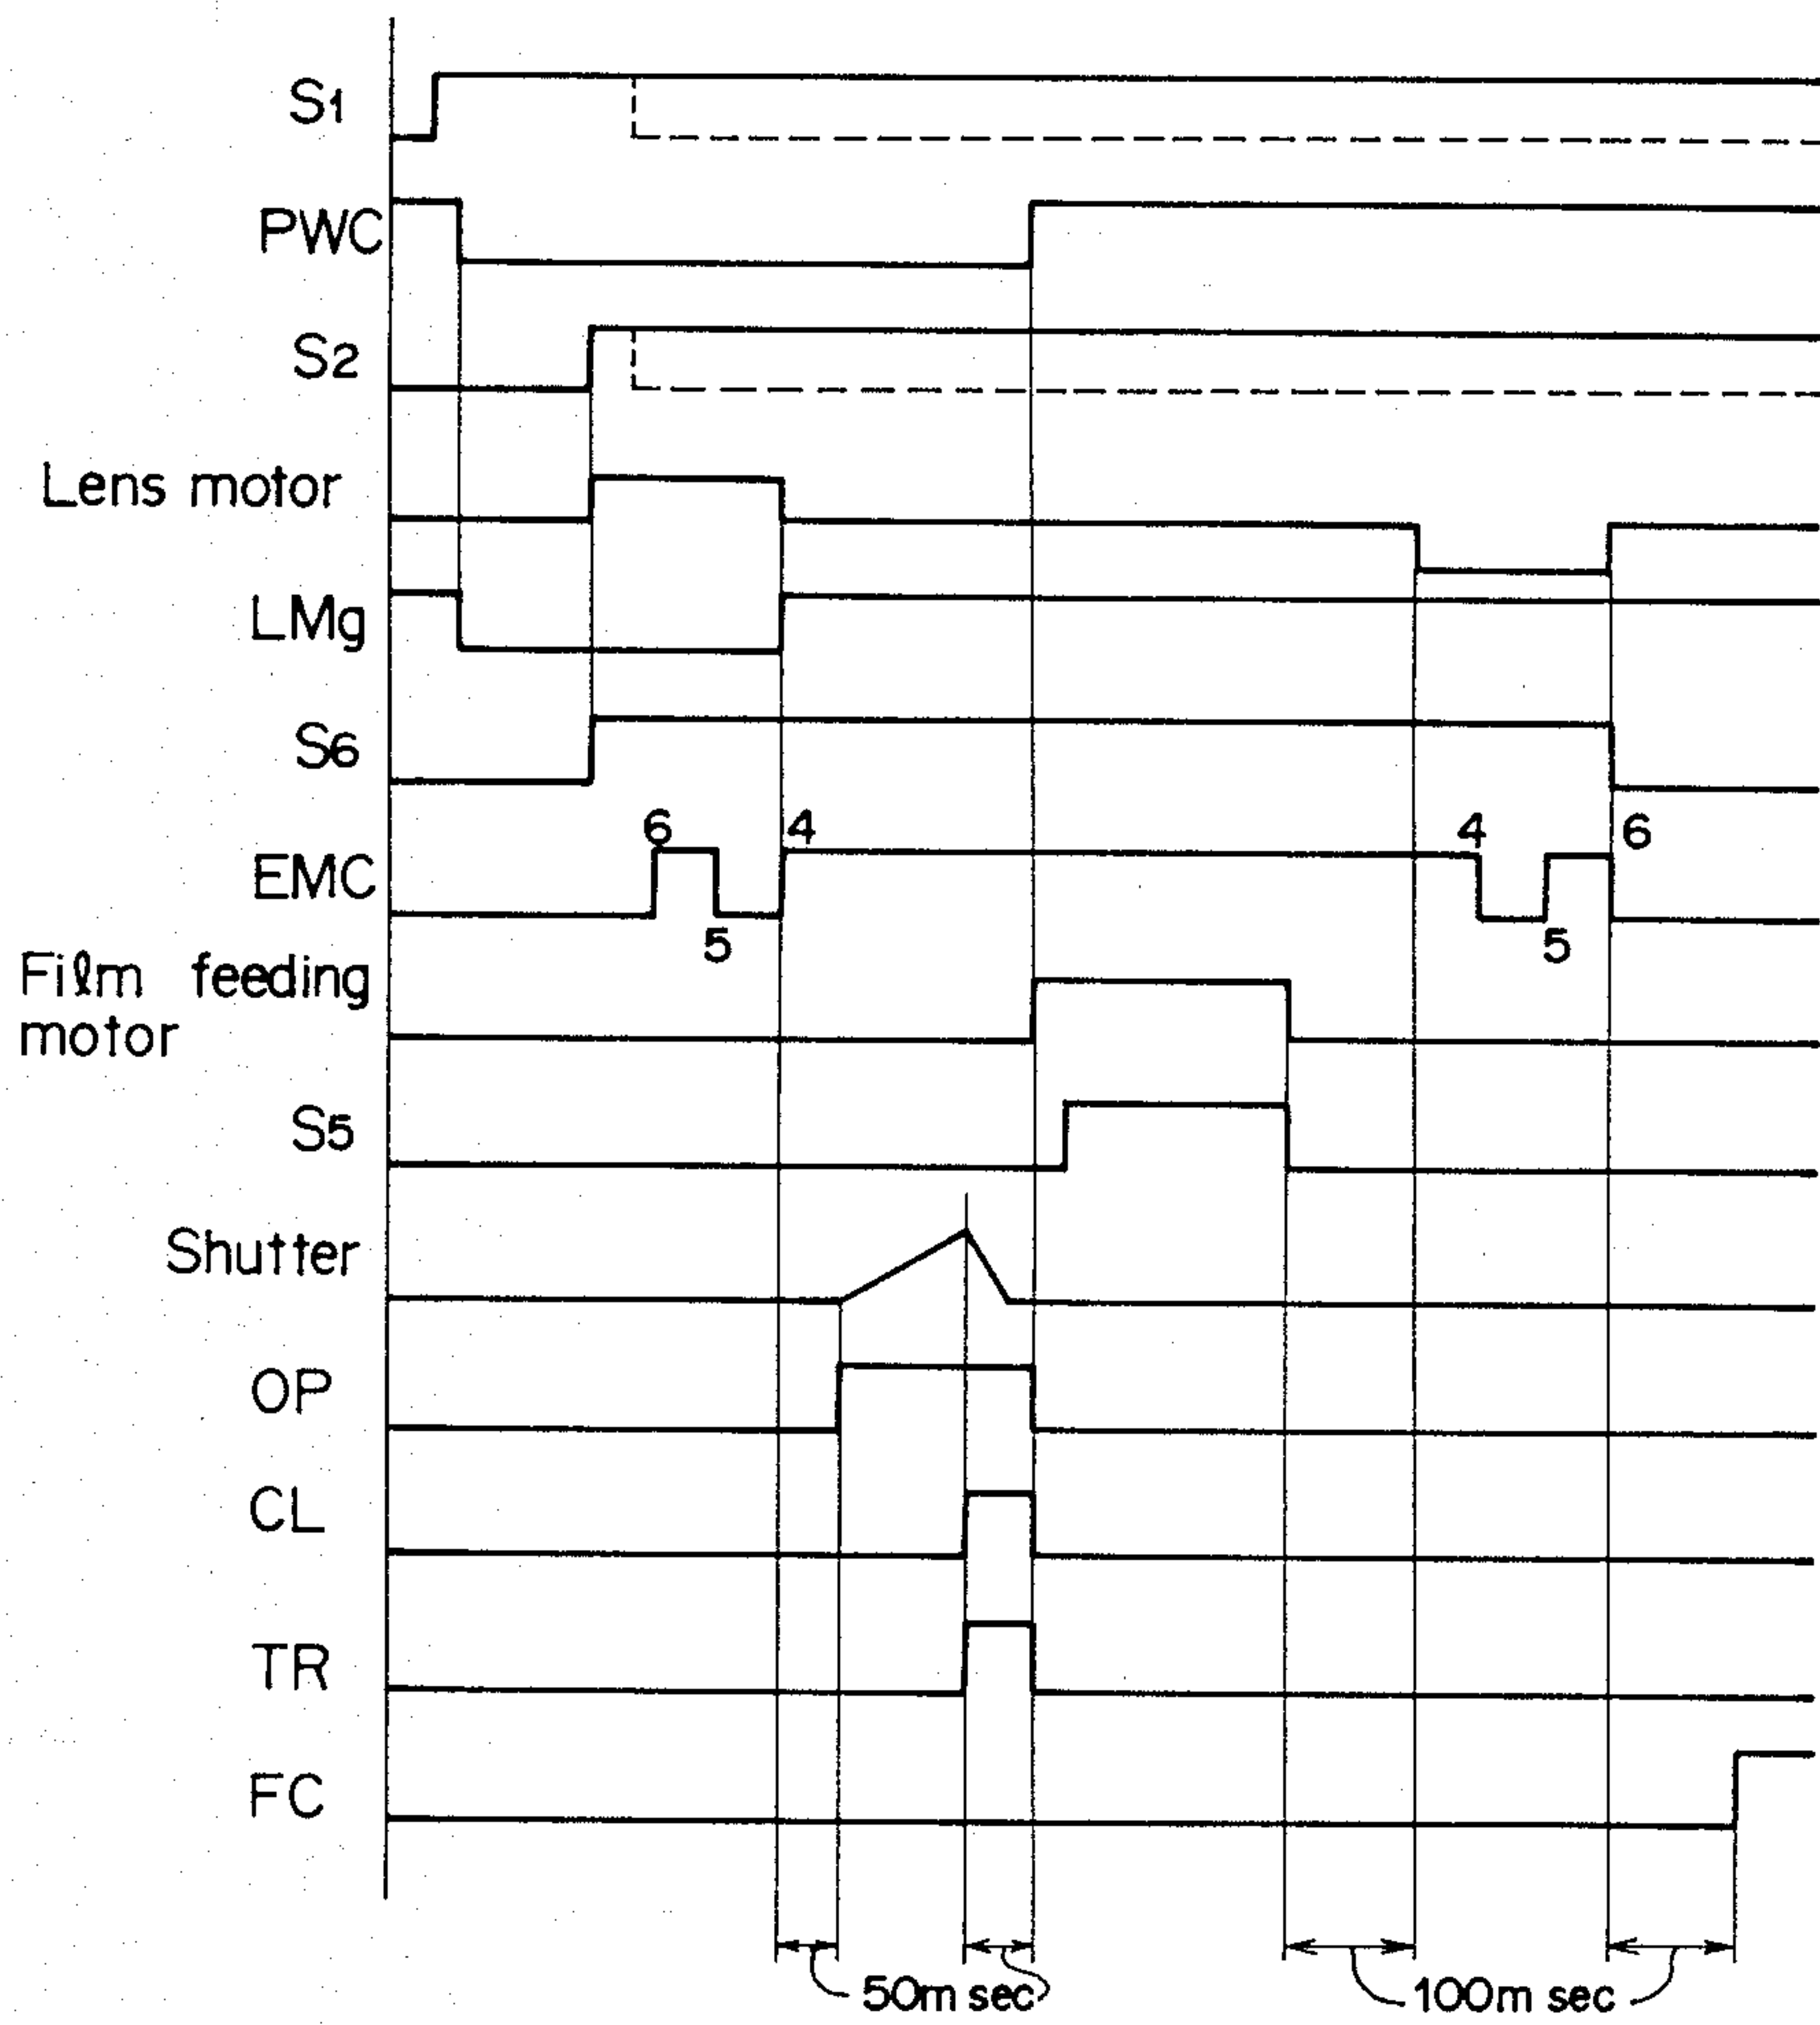 S1
PWC
S2
Lens motor
LMg
S6
6 4 4 6
EMC
5 5
Film feeding
motor
S5
Shutter
OP
CL
TR
FC
50m sec 100m sec